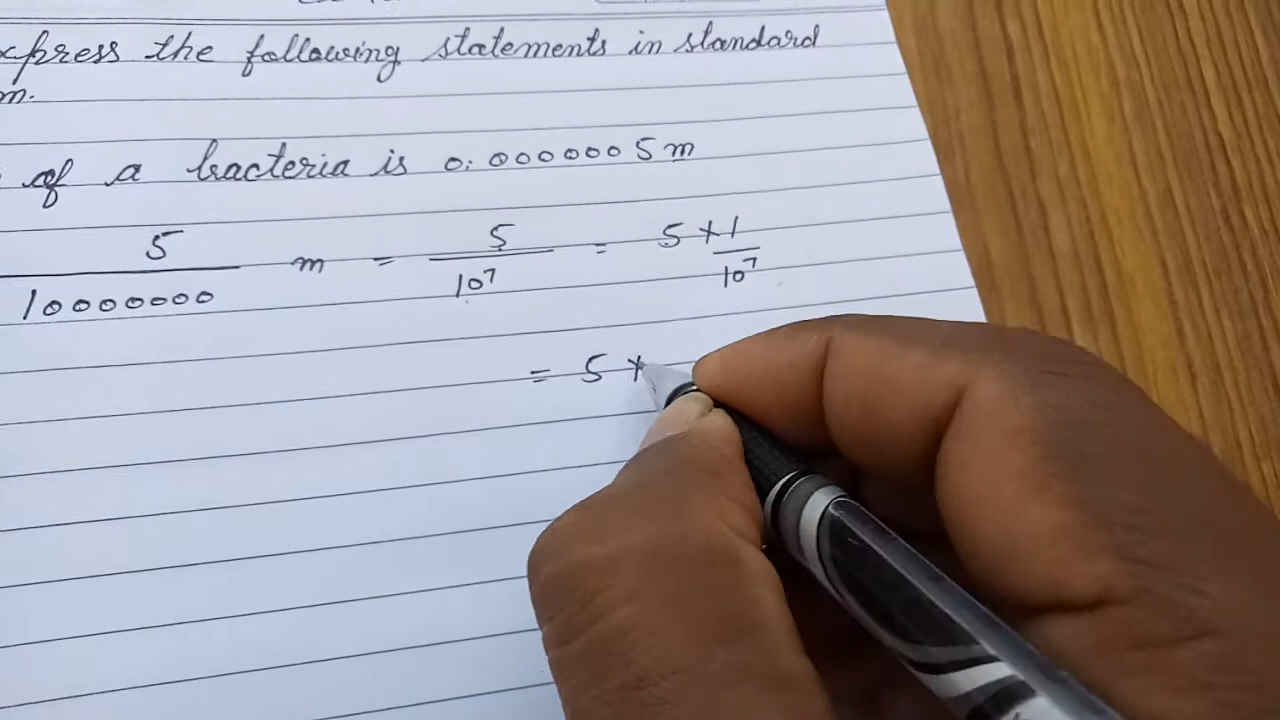 xpress the following statements in standard
m.
of a bacteria is 0.0000005 m
5/10000000 m = 5/10⁷ = 5 × 1/10⁷
= 5 ×